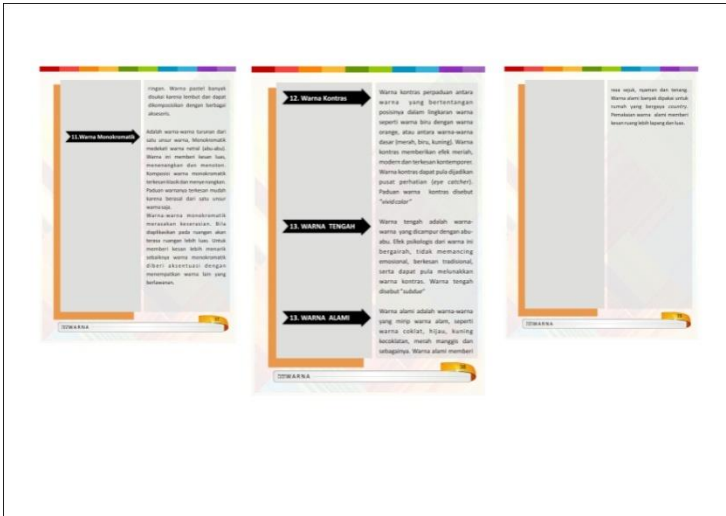 ringan. Warna pastel banyak
disukai karena lembut dan dapat
dikomposisikan dengan berbagai
aksesoris.
11.Warna Monokromatik
Adalah warna-warna turunan dari
satu unsur warna, Monokromatik
medekati warna netral (abu-abu).
Warna ini memberi kesan luas,
menenangkan dan monoton.
Komposisi warna monokromatik
terkesan klasik dan menyenangkan.
Paduan warnanya terkesan mudah
karena berasal dari satu unsur
warna saja.
Warna-warna monokromatik
merasakan keserasian. Bila
diaplikasikan pada ruangan akan
terasa ruangan lebih luas. Untuk
memberi kesan lebih menarik
sebaiknya warna monokromatik
diberi aksentuasi dengan
menempatkan warna lain yang
berlawanan.
WARNA
12. Warna Kontras
Warna kontras perpaduan antara
warna yang bertentangan
posisinya dalam lingkaran warna
seperti warna biru dengan warna
orange, atau antara warna-warna
dasar (merah, biru, kuning). Warna
kontras memberikan efek meriah,
modern dan terkesan kontemporer.
Warna kontras dapat pula dijadikan
pusat perhatian (eye catcher).
Paduan warna kontras disebut
"vivid color"
13. WARNA TENGAH
Warna tengah adalah warna-
warna yang dicampur dengan abu-
abu. Efek psikologis dari warna ini
bergairah, tidak memancing
emosional, berkesan tradisional,
serta dapat pula melunakkan
warna kontras. Warna tengah
disebut "subdue"
13. WARNA ALAMI
Warna alami adalah warna-warna
yang mirip warna alam, seperti
warna coklat, hijau, kuning
kecoklatan, merah manggis dan
sebagainya. Warna alami memberi
WARNA
rasa sejuk, nyaman dan tenang.
Warna alami banyak dipakai untuk
rumah yang bergaya country.
Pemakaian warna alami memberi
kesan ruang lebih lapang dan luas.
WARNA